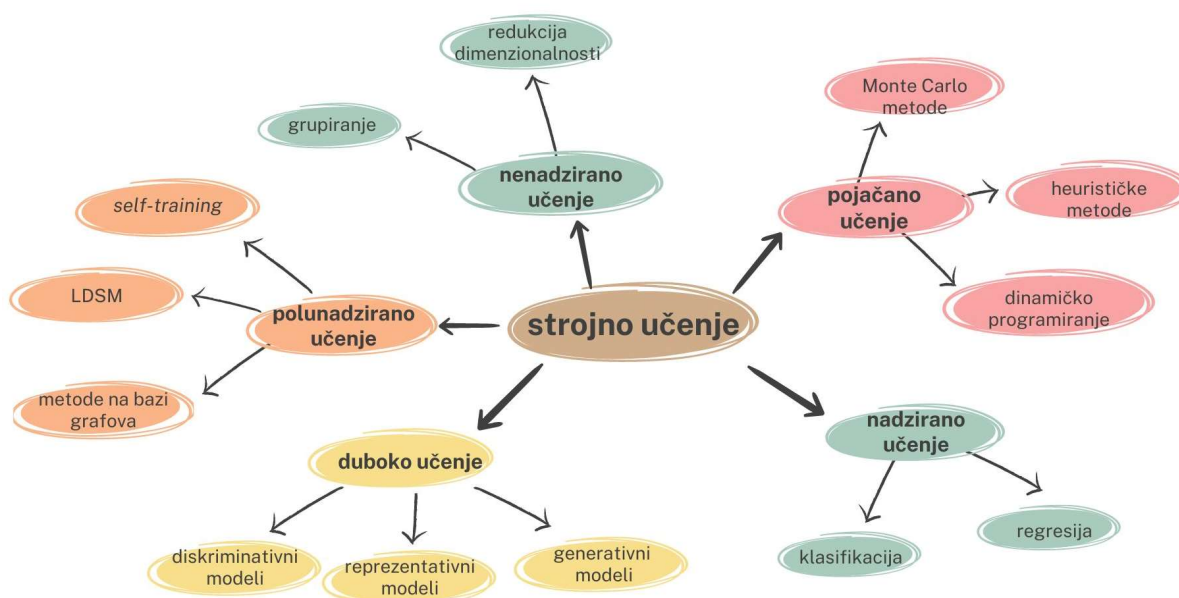 redukcija
dimenzionalnosti
grupiranje
nenadzirano
učenje
Monte Carlo
metode
pojačano
učenje
heurističke
metode
dinamičko
programiranje
self-training
LDSM
polunadzirano
učenje
metode na bazi
grafova
strojno učenje
duboko učenje
diskriminativni
modeli
reprezentativni
modeli
generativni
modeli
nadzirano
učenje
klasifikacija
regresija